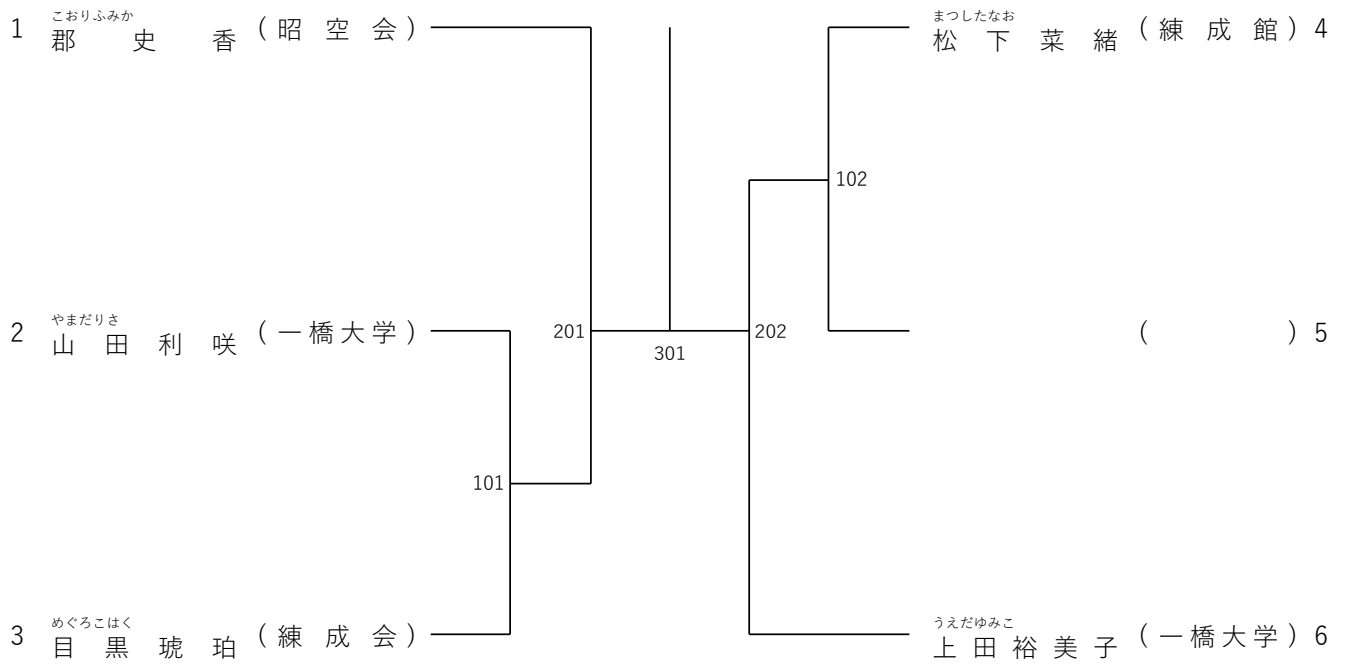 こおりふみか
1 郡史香 (昭空会)
やまだりさ
2 山田利咲 (一橋大学)
めぐろこはく
3 目黒琥珀 (練成会)
101
201
301
202
102
まつしたなお
松下菜緒 (練成館) 4
( ) 5
うえだゆみこ
上田裕美子 (一橋大学) 6